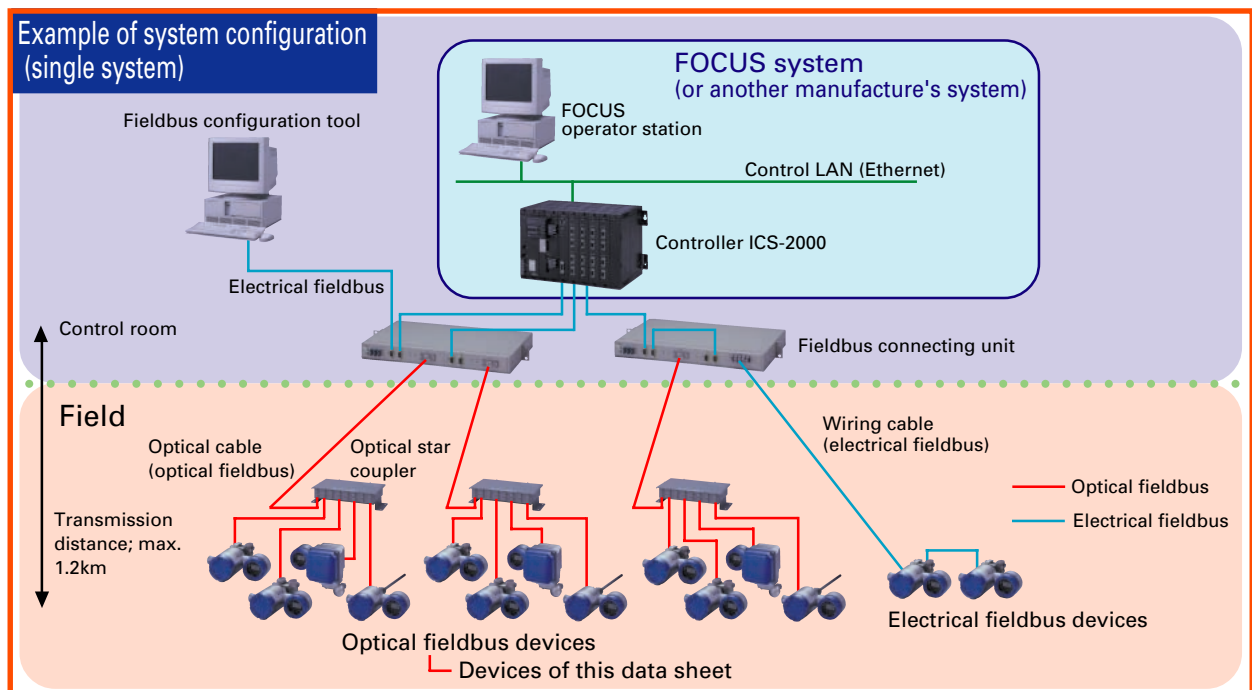 Example of system configuration
(single system)
FOCUS system
(or another manufacture's system)
FOCUS
operator station
Fieldbus configuration tool
Control LAN (Ethernet)
Controller ICS-2000
Electrical fieldbus
Control room
Fieldbus connecting unit
Field
Optical cable
(optical fieldbus)
Optical star
coupler
Wiring cable
(electrical fieldbus)
Optical fieldbus
Electrical fieldbus
Transmission
distance; max.
1.2km
Electrical fieldbus devices
Optical fieldbus devices
Devices of this data sheet